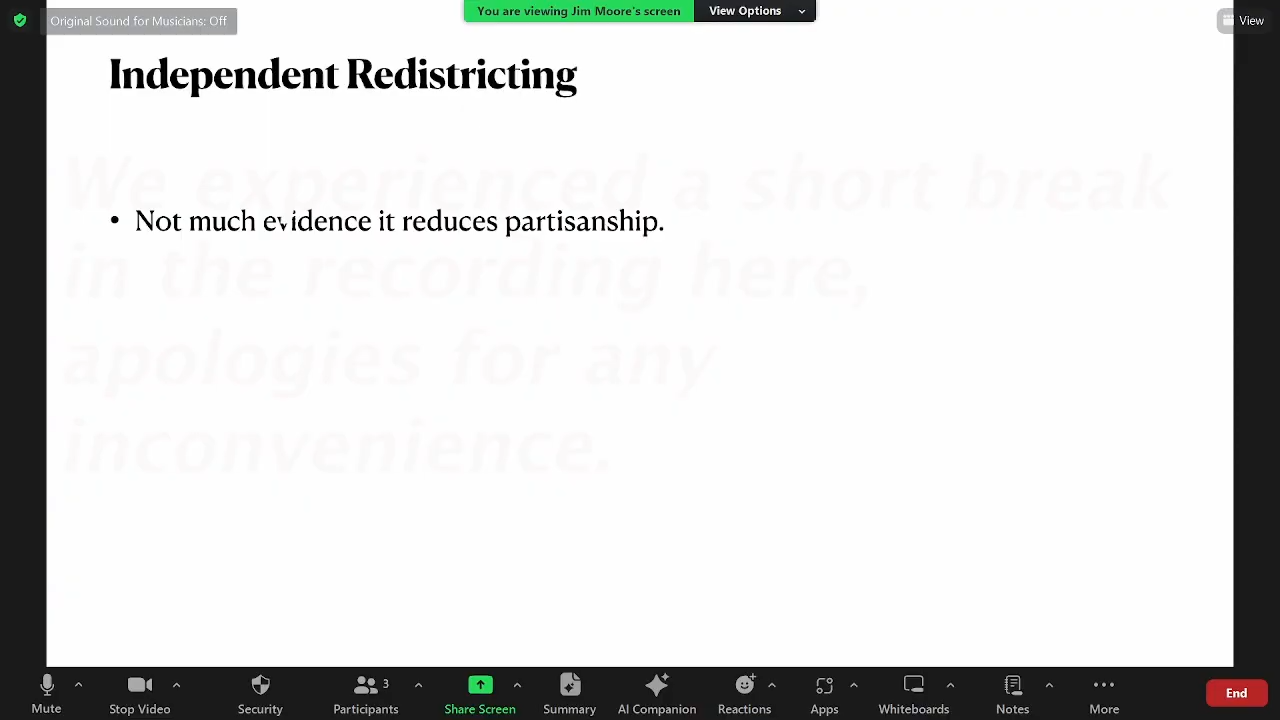 Original Sound for Musicians: Off
You are viewing Jim Moore's screen
View Options
View
Independent Redistricting
We experienced a short break
• Not much evidence it reduces partisanship.
in the recording here,
apologies for any
inconvenience.
Mute
Stop Video
Security
Participants
3
Share Screen
Summary
AI Companion
Reactions
Apps
Whiteboards
Notes
More
End